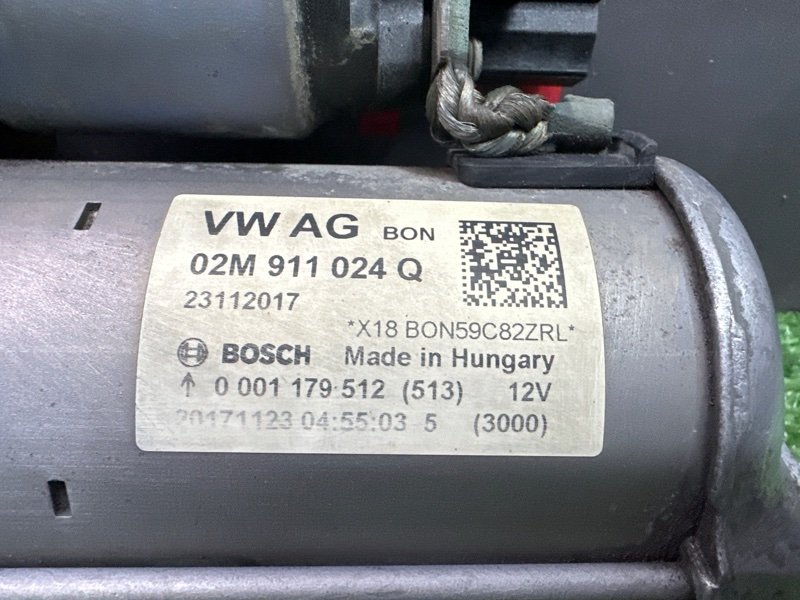 VW AG BON
02M 911 024 Q
23112017
*X18 BON59C82ZRL*
BOSCH Made in Hungary
↑ 0 001 179 512 (513) 12V
20171123 04:55:03 5 (3000)